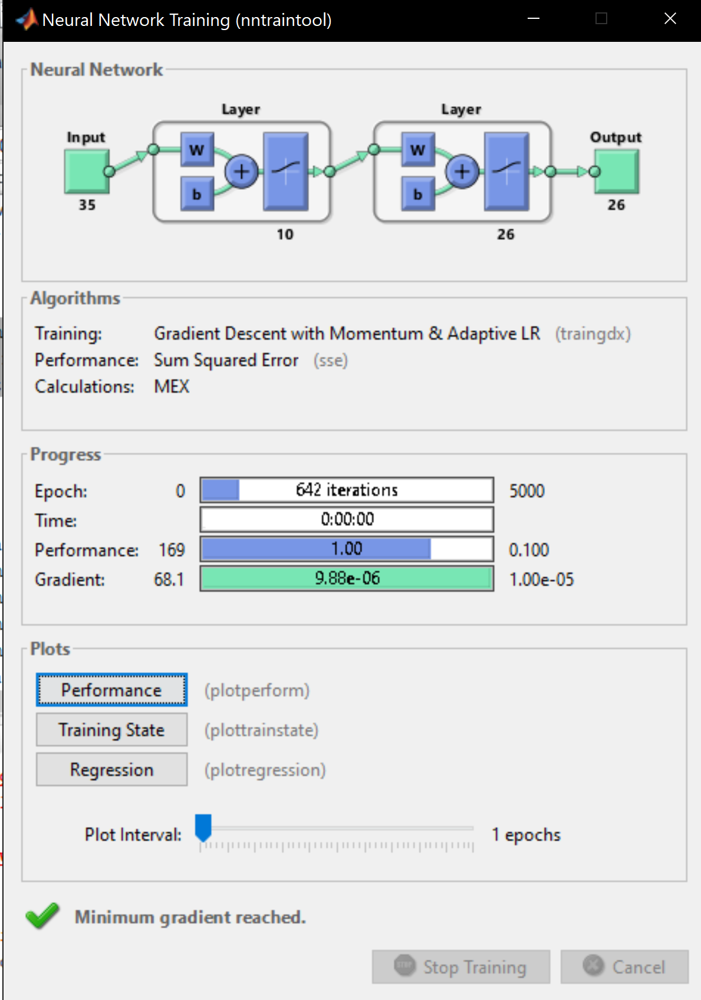 Neural Network Training (nntraintool)
Neural Network
Layer Layer
Input Output
W W
+ +
b b
35 26
10 26
Algorithms
Training: Gradient Descent with Momentum & Adaptive LR (traingdx)
Performance: Sum Squared Error (sse)
Calculations: MEX
Progress
Epoch: 0 642 iterations 5000
Time: 0:00:00
Performance: 169 1.00 0.100
Gradient: 68.1 9.88e-06 1.00e-05
Plots
Performance (plotperform)
Training State (plottrainstate)
Regression (plotregression)
Plot Interval: 1 epochs
Minimum gradient reached.
STOP Stop Training Cancel